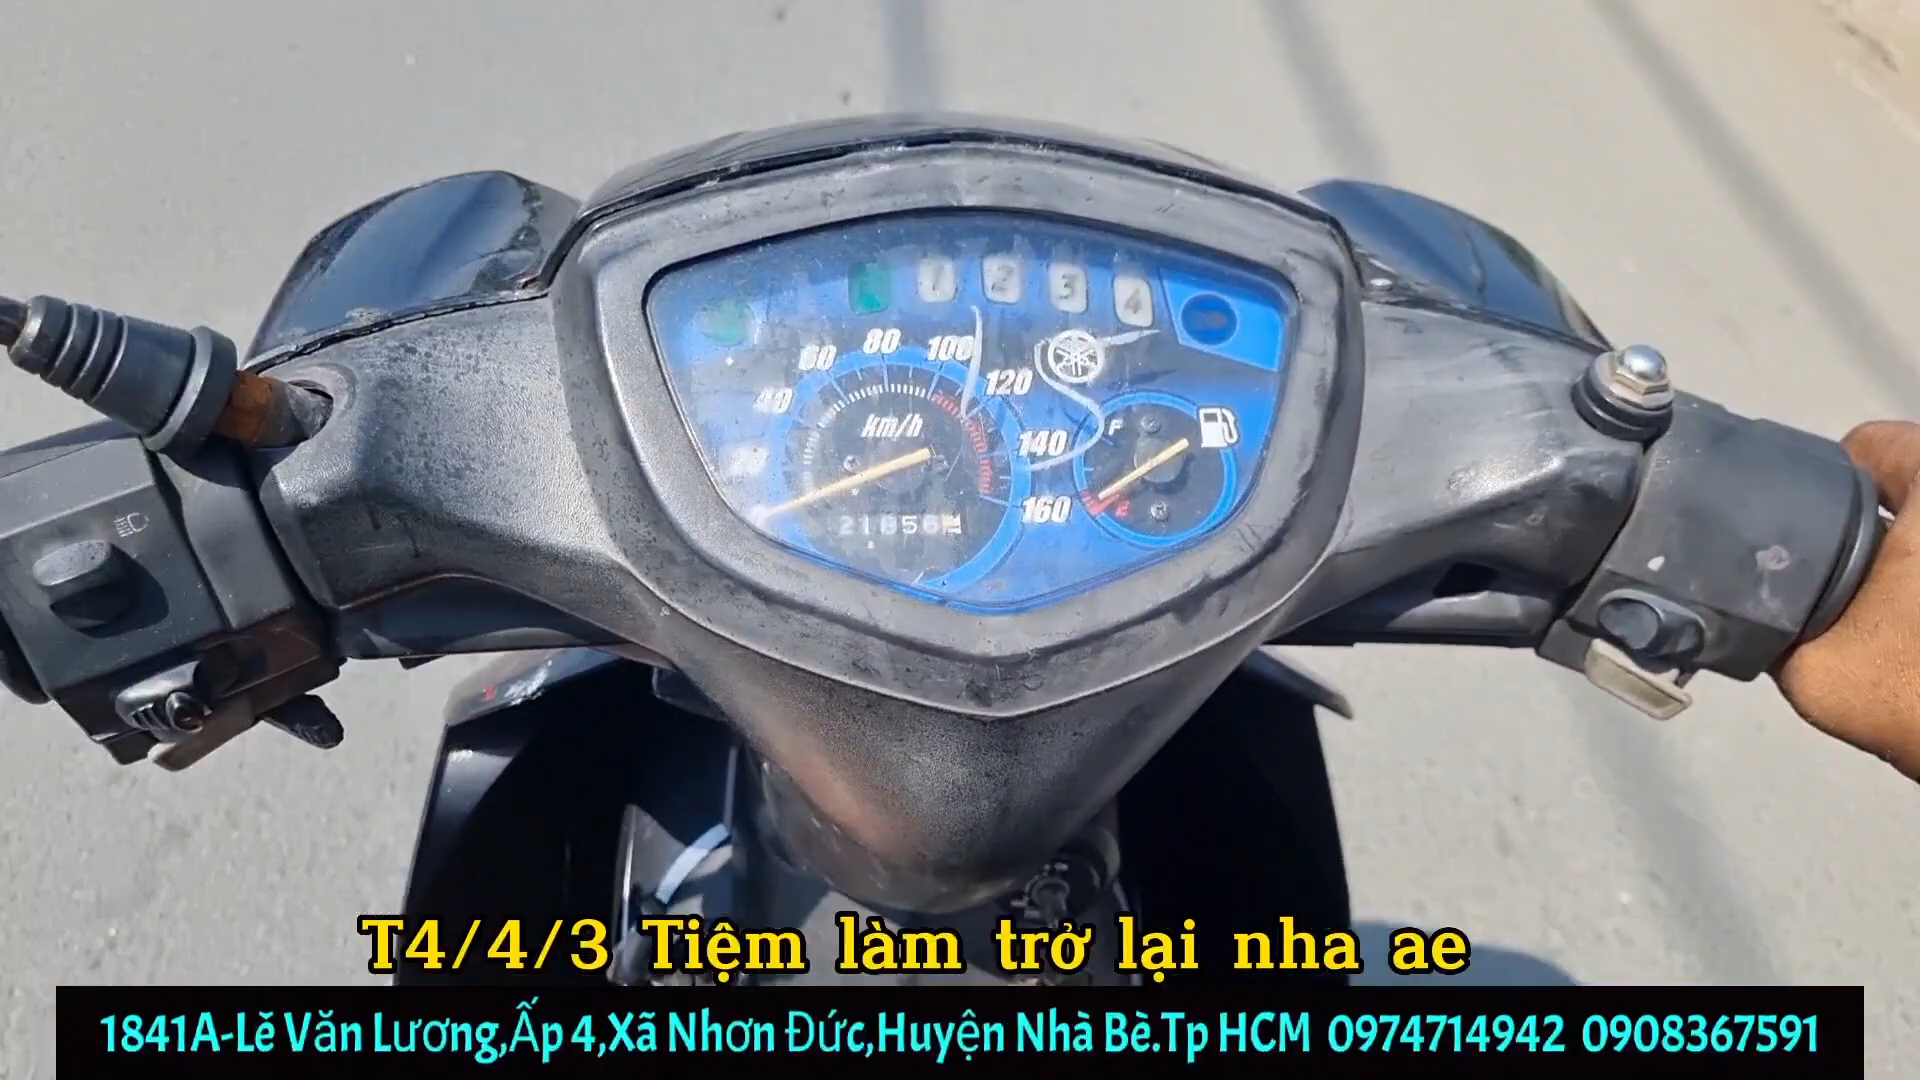 1 2 3 4
40 60 80 100 120 140 160
km/h
F
E
T4/4/3 Tiệm làm trở lại nha ae
1841A-Lê Văn Lương,Ấp 4,Xã Nhơn Đức,Huyện Nhà Bè.Tp HCM 0974714942 0908367591